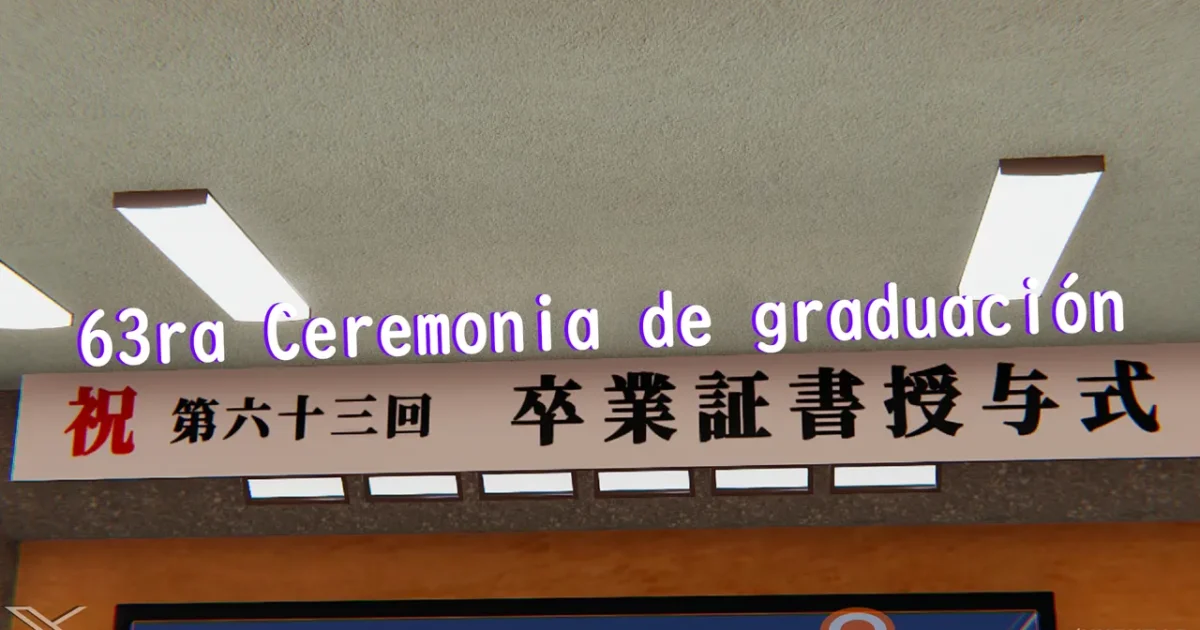 63ra Ceremonia de graduación
祝 第六十三回 卒業証書授与式